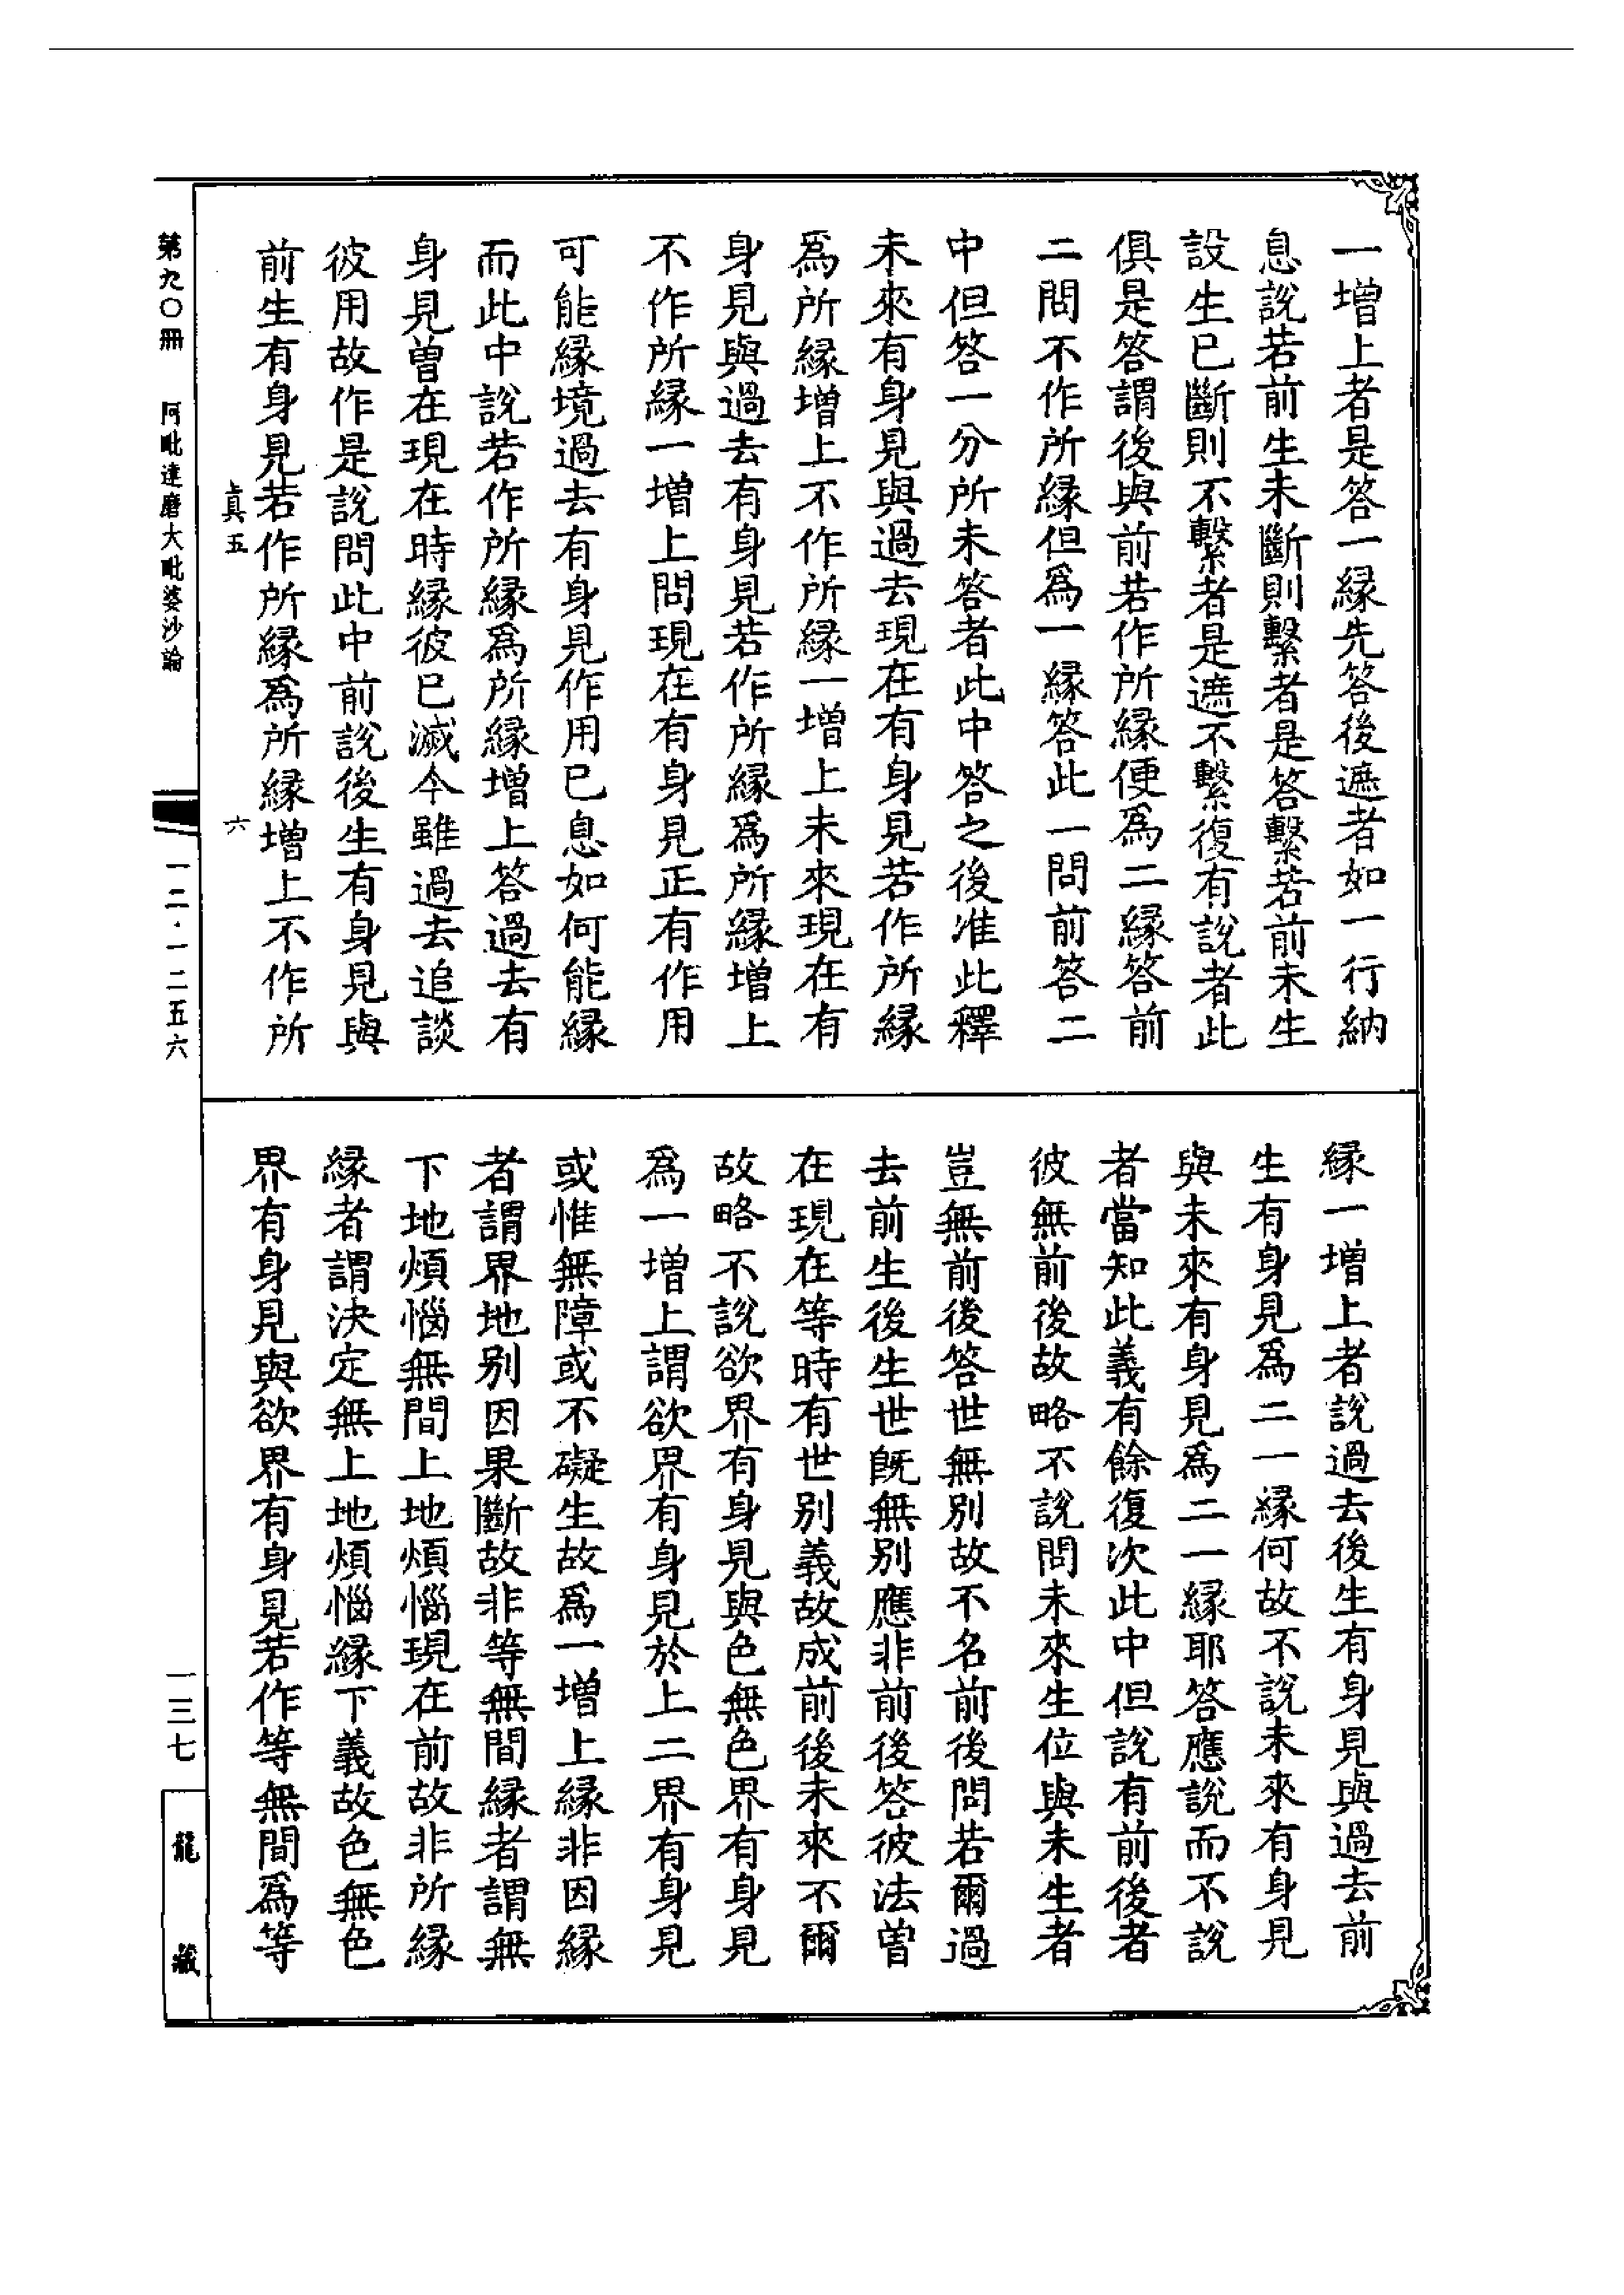 一增上者是答一緣先答後遮者如一行納
息說若前生未斷則繫者是答繫若前未生
設生已斷則不繫者是遮不繫復有說者此
俱是答謂後與前若作所緣便爲二緣答前
二問不作所緣但爲一緣答此一問前答二
中但答一分所未答者此中答之後准此釋
未來有身見與過去現在有身見若作所緣
爲所緣增上不作所緣一增上未來現在有
身見與過去有身見若作所緣爲所緣增上
不作所緣一增上問現在有身見正有作用
可能緣境過去有身見作用已息如何能緣
而此中說若作所緣爲所緣增上答過去有
身見曾在現在時緣彼已滅今雖過去追談
彼用故作是說問此中前說後生有身見與
前生有身見若作所緣爲所緣增上不作所
緣一增上者說過去後生有身見與過去前
生有身見爲二一緣何故不說未來有身見
與未來有身見爲二一緣耶答應說而不說
者當知此義有餘復次此中但說有前後者
彼無前後故略不說問未來生位與未生者
豈無前後答世無別故不名前後問若爾過
去前生後生世既無別應非前後答彼法曾
在現在等時有世別義故成前後未來不爾
故略不說欲界有身見與色無色界有身見
爲一增上謂欲界有身見於上二界有身見
或惟無障或不礙生故爲一增上緣非因緣
者謂界地別因果斷故非等無間緣者謂無
下地煩惱無間上地煩惱現在前故非所緣
緣者謂決定無上地煩惱緣下義故色無色
界有身見與欲界有身見若作等無間爲等
真五
六
第九〇冊 阿毗達磨大毗婆沙論
一二·一二五六
一三七
龍藏